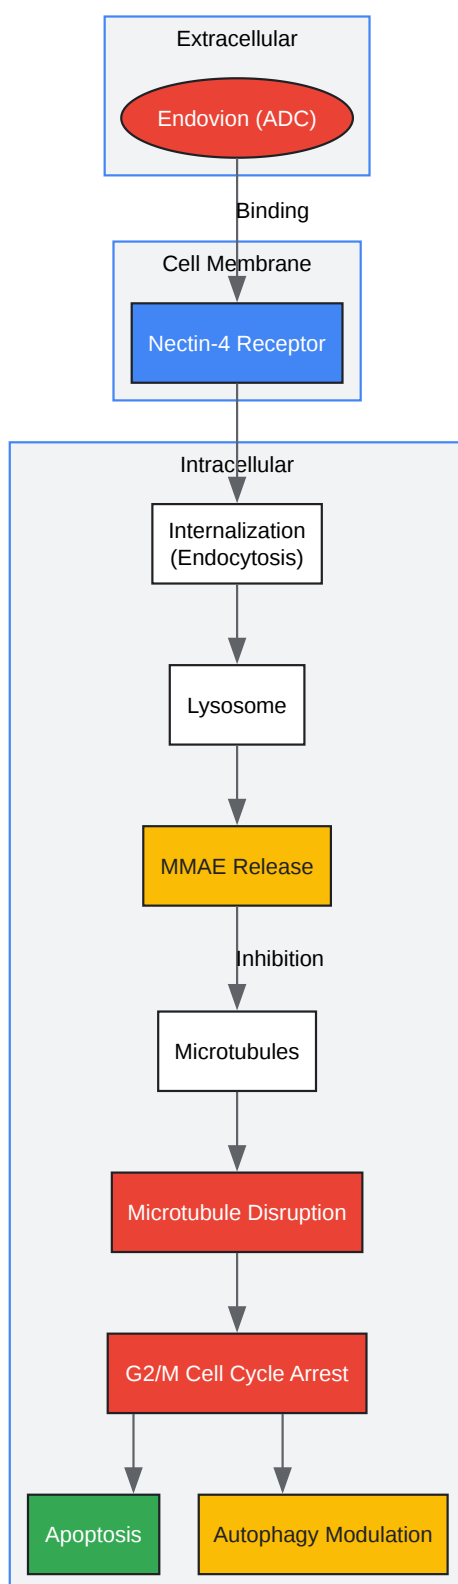 Extracellular
Endovion (ADC)
Binding
Cell Membrane
Nectin-4 Receptor
Intracellular
Internalization
(Endocytosis)
Lysosome
MMAE Release
Inhibition
Microtubules
Microtubule Disruption
G2/M Cell Cycle Arrest
Apoptosis
Autophagy Modulation